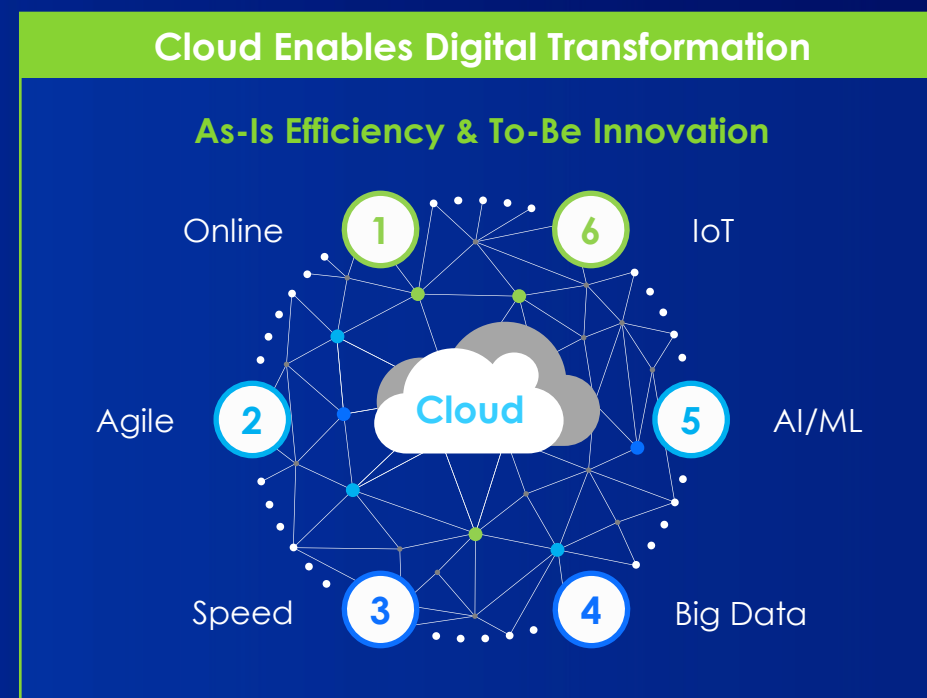 Cloud Enables Digital Transformation
As-Is Efficiency & To-Be Innovation
Online 1
6 IoT
Agile 2
Cloud
5 AI/ML
Speed 3
4 Big Data